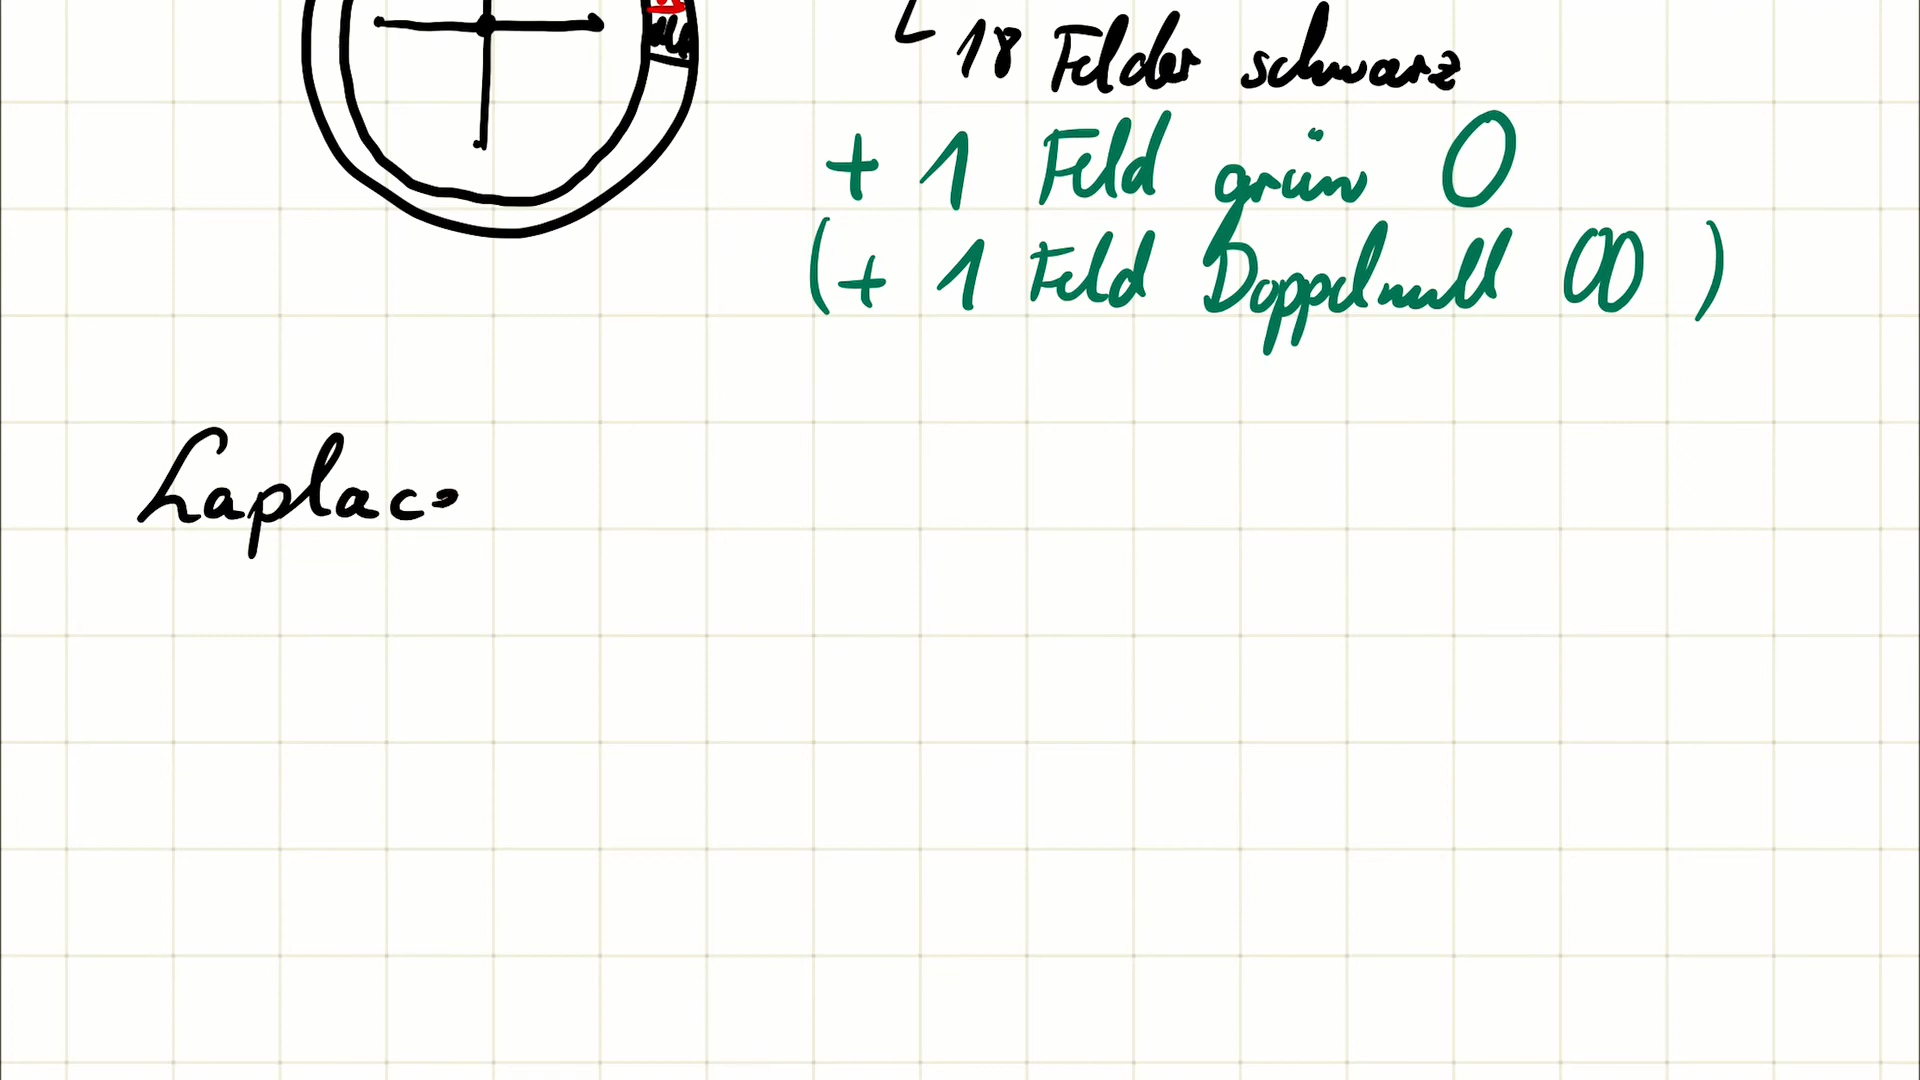 18 Felder schwarz
+ 1 Feld grün 0
(+ 1 Feld Doppelnull 00)
Laplace